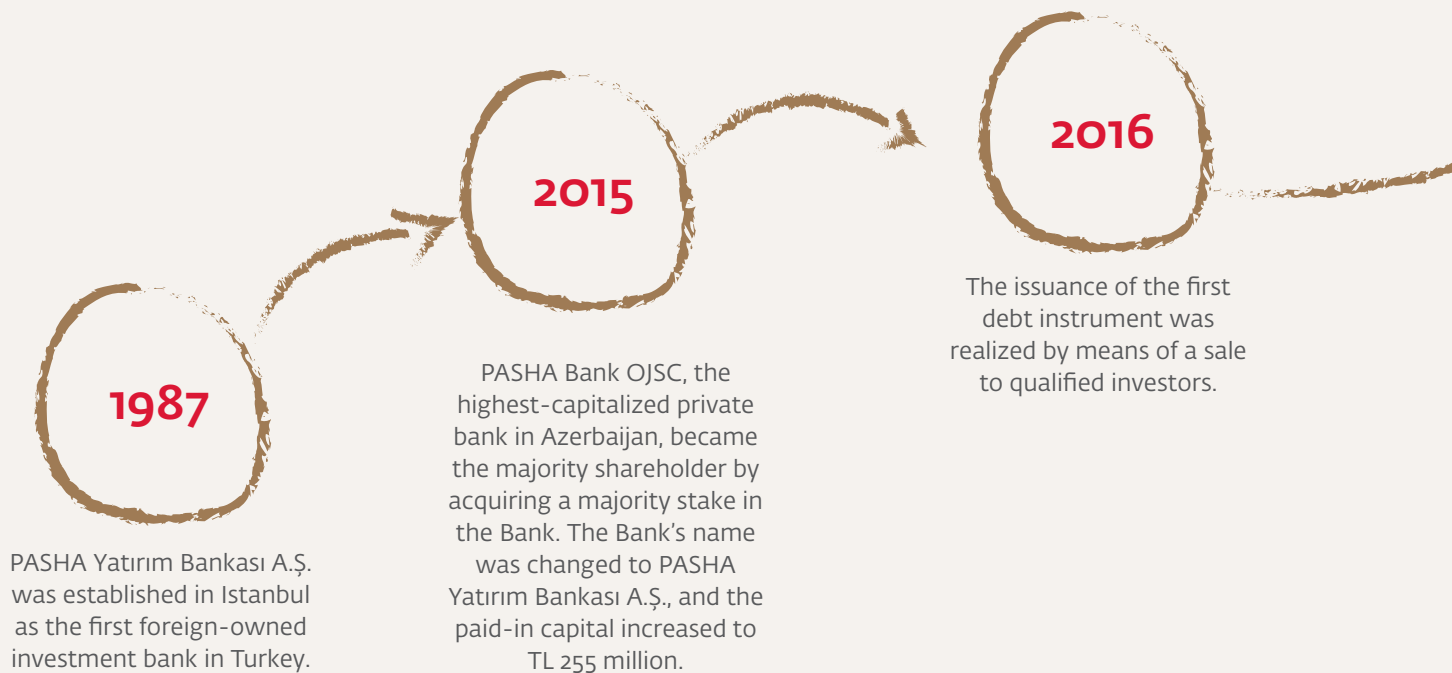 1987
PASHA Yatırım Bankası A.Ş.
was established in Istanbul
as the first foreign-owned
investment bank in Turkey.
2015
PASHA Bank OJSC, the
highest-capitalized private
bank in Azerbaijan, became
the majority shareholder by
acquiring a majority stake in
the Bank. The Bank’s name
was changed to PASHA
Yatırım Bankası A.Ş., and the
paid-in capital increased to
TL 255 million.
2016
The issuance of the first
debt instrument was
realized by means of a sale
to qualified investors.